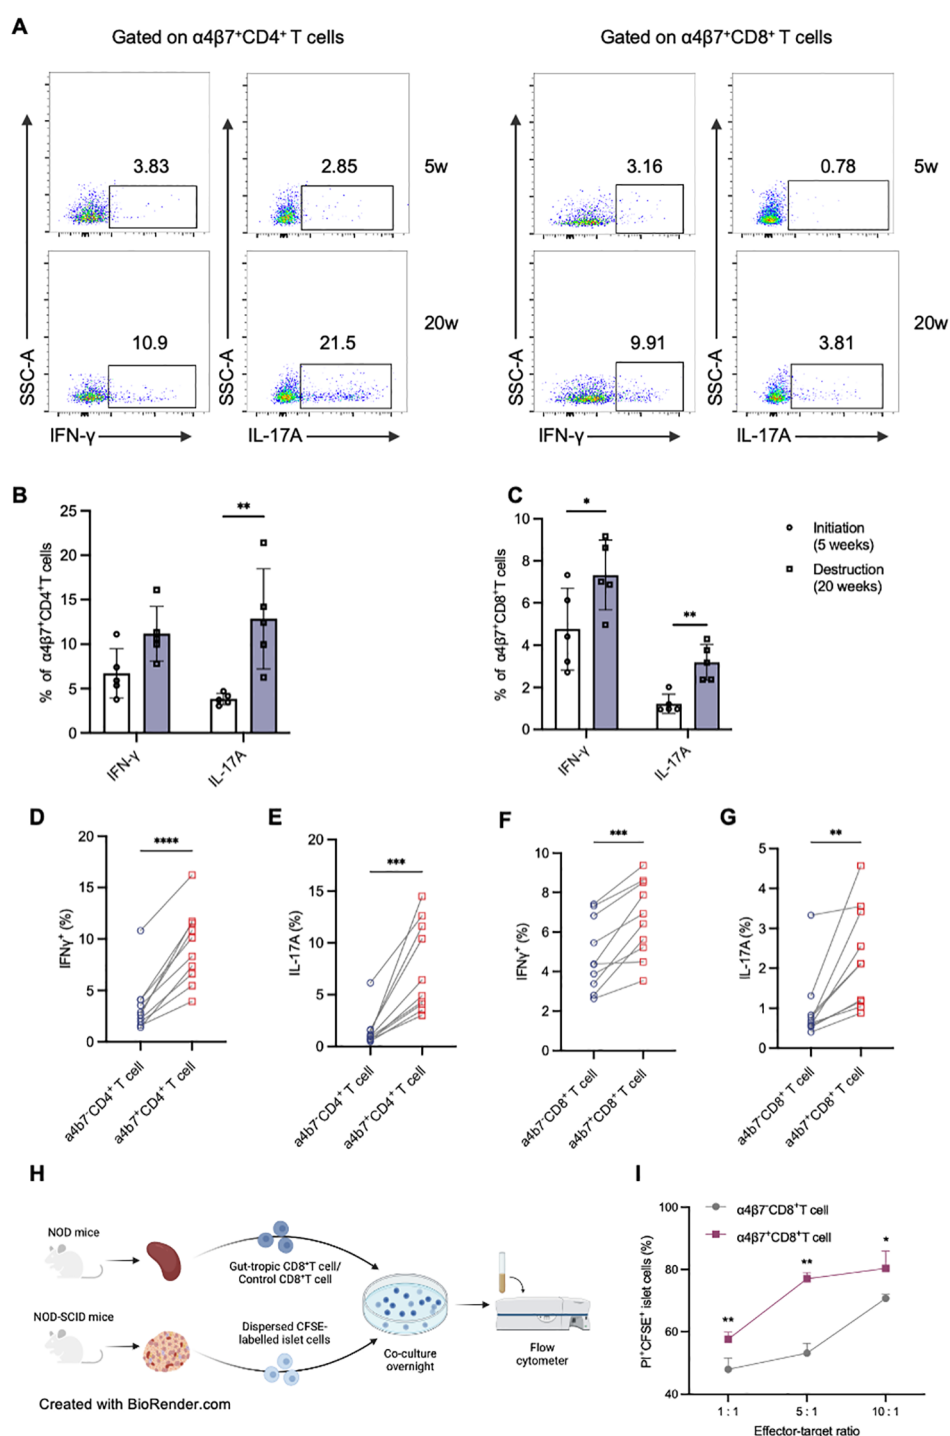 A
Gated on α4β7⁺CD4⁺ T cells
Gated on α4β7⁺CD8⁺ T cells
3.83
2.85
5w
3.16
0.78
5w
10.9
21.5
20w
9.91
3.81
20w
SSC-A
SSC-A
SSC-A
SSC-A
IFN-γ
IL-17A
IFN-γ
IL-17A
B
% of α4β7⁺CD4⁺T cells
25
20
15
10
5
0
**
IFN-γ
IL-17A
C
% of α4β7⁺CD8⁺T cells
10
8
6
4
2
0
*
**
IFN-γ
IL-17A
Initiation
(5 weeks)
Destruction
(20 weeks)
D
IFNγ⁺ (%)
20
15
10
5
0
****
a4b7⁻CD4⁺ T cell
a4b7⁺CD4⁺ T cell
E
IL-17A (%)
20
15
10
5
0
***
a4b7⁻CD4⁺ T cell
a4b7⁺CD4⁺ T cell
F
IFNγ⁺ (%)
10
8
6
4
2
0
***
a4b7⁻CD8⁺ T cell
a4b7⁺CD8⁺ T cell
G
IL-17A (%)
5
4
3
2
1
0
**
a4b7⁻CD8⁺ T cell
a4b7⁺CD8⁺ T cell
H
NOD mice
Gut-tropic CD8⁺T cell/
Control CD8⁺T cell
NOD-SCID mice
Dispersed CFSE-
labelled islet cells
Co-culture
overnight
Flow
cytometer
Created with BioRender.com
I
PI⁺CFSE⁺ islet cells (%)
100
80
60
40
α4β7⁻CD8⁺T cell
α4β7⁺CD8⁺T cell
**
**
*
1 : 1
5 : 1
10 : 1
Effector-target ratio